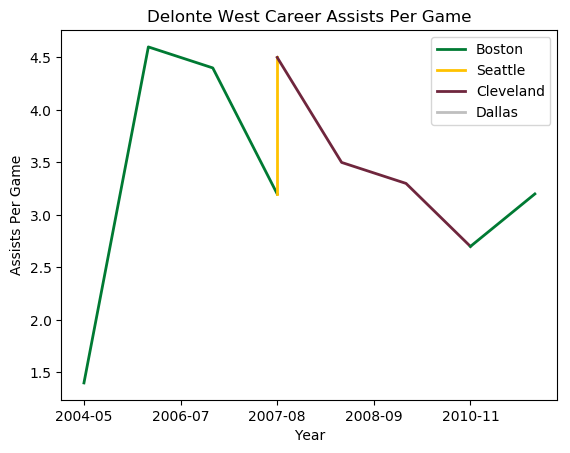 Delonte West Career Assists Per Game
Boston
Seattle
Cleveland
Dallas
4.5
4.0
3.5
3.0
2.5
2.0
1.5
Assists Per Game
2004-05 2006-07 2007-08 2008-09 2010-11
Year